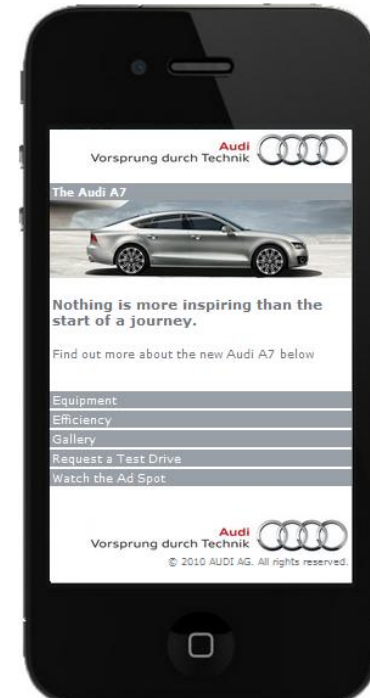 Audi
Vorsprung durch Technik
The Audi A7
Nothing is more inspiring than the
start of a journey.
Find out more about the new Audi A7 below
Equipment
Efficiency
Gallery
Request a Test Drive
Watch the Ad Spot
Audi
Vorsprung durch Technik
© 2010 AUDI AG. All rights reserved.